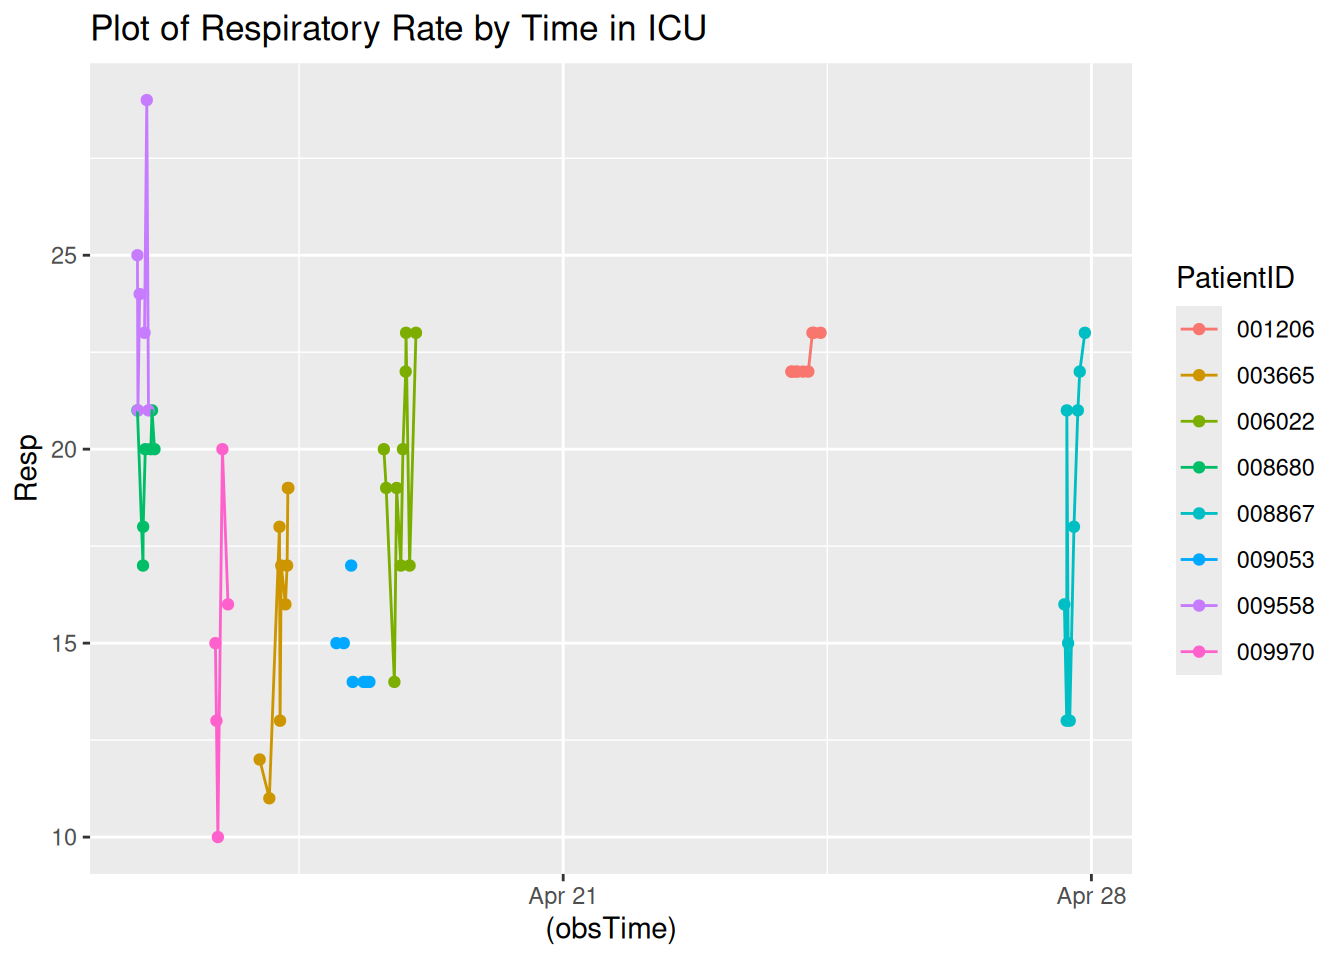 Plot of Respiratory Rate by Time in ICU
Resp
25
20
15
10
Apr 21
Apr 28
(obsTime)
PatientID
001206
003665
006022
008680
008867
009053
009558
009970